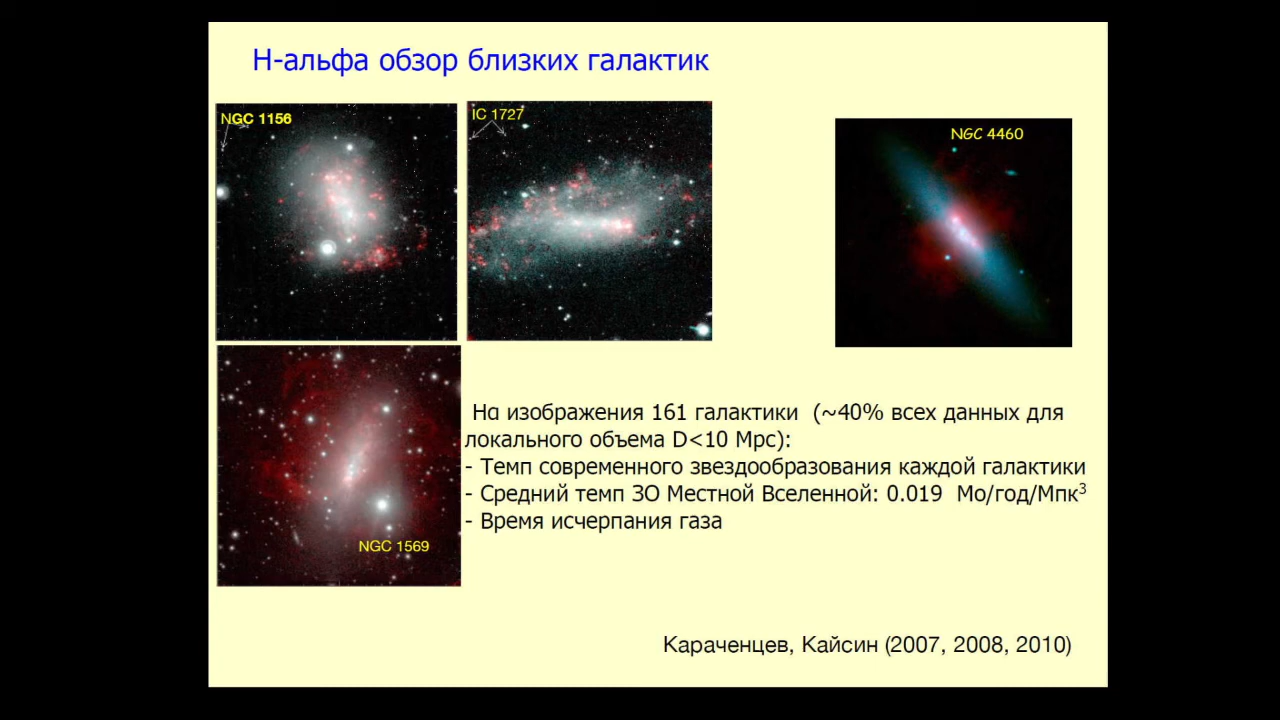 Н-альфа обзор близких галактик
NGC 1156
IC 1727
NGC 4460
NGC 1569
Hα изображения 161 галактики (~40% всех данных для
локального объема D<10 Mpc):
- Темп современного звездообразования каждой галактики
- Средний темп ЗО Местной Вселенной: 0.019 Мо/год/Мпк³
- Время исчерпания газа
Караченцев, Кайсин (2007, 2008, 2010)